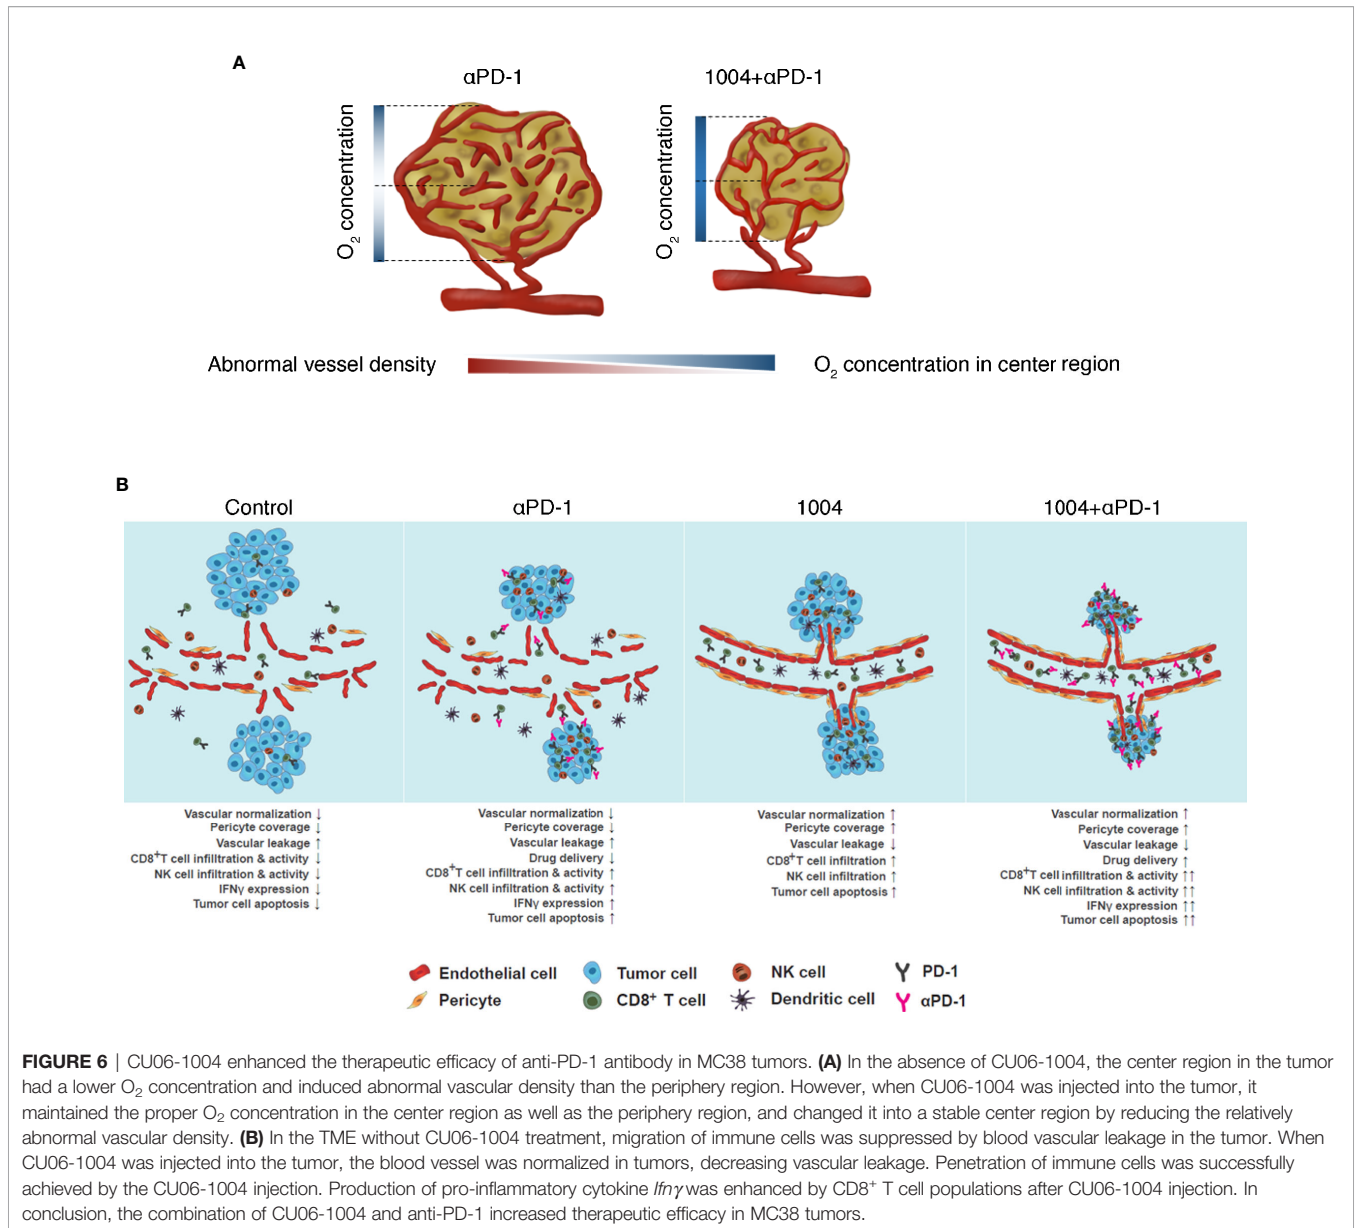 A
αPD-1
1004+αPD-1
O2 concentration
O2 concentration
Abnormal vessel density
O2 concentration in center region
B
Control
αPD-1
1004
1004+αPD-1
Vascular normalization ↓
Pericyte coverage ↓
Vascular leakage ↑
CD8+T cell infilltration & activity ↓
NK cell infiltration & activity ↓
IFNγ expression ↓
Tumor cell apoptosis ↓
Vascular normalization ↓
Pericyte coverage ↓
Vascular leakage ↑
Drug delivery ↓
CD8+T cell infiltration & activity ↑
NK cell infiltration & activity ↑
IFNγ expression ↑
Tumor cell apoptosis ↑
Vascular normalization ↑
Pericyte coverage ↑
Vascular leakage ↓
CD8+T cell infiltration ↑
NK cell infiltration ↑
Tumor cell apoptosis ↑
Vascular normalization ↑
Pericyte coverage ↑
Vascular leakage ↓
Drug delivery ↑
CD8+T cell infilltration & activity ↑↑
NK cell infiltration & activity ↑↑
IFNγ expression ↑↑
Tumor cell apoptosis ↑↑
Endothelial cell
Tumor cell
NK cell
PD-1
Pericyte
CD8+ T cell
Dendritic cell
αPD-1
FIGURE 6 | CU06-1004 enhanced the therapeutic efficacy of anti-PD-1 antibody in MC38 tumors. (A) In the absence of CU06-1004, the center region in the tumor
had a lower O2 concentration and induced abnormal vascular density than the periphery region. However, when CU06-1004 was injected into the tumor, it
maintained the proper O2 concentration in the center region as well as the periphery region, and changed it into a stable center region by reducing the relatively
abnormal vascular density. (B) In the TME without CU06-1004 treatment, migration of immune cells was suppressed by blood vascular leakage in the tumor. When
CU06-1004 was injected into the tumor, the blood vessel was normalized in tumors, decreasing vascular leakage. Penetration of immune cells was successfully
achieved by the CU06-1004 injection. Production of pro-inflammatory cytokine Ifnγ was enhanced by CD8+ T cell populations after CU06-1004 injection. In
conclusion, the combination of CU06-1004 and anti-PD-1 increased therapeutic efficacy in MC38 tumors.